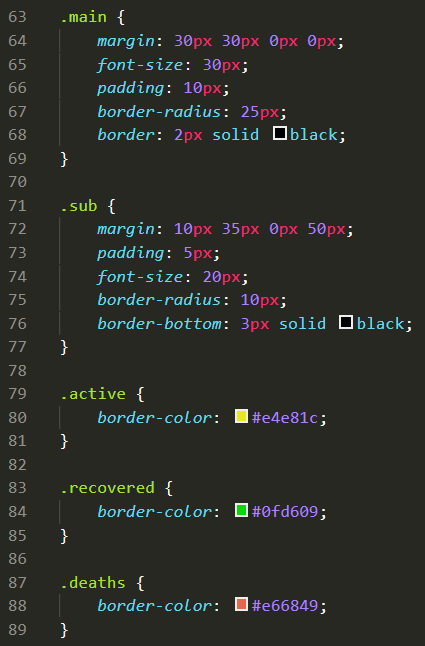 63 .main {
64 margin: 30px 30px 0px 0px;
65 font-size: 30px;
66 padding: 10px;
67 border-radius: 25px;
68 border: 2px solid black;
69 }
70
71 .sub {
72 margin: 10px 35px 0px 50px;
73 padding: 5px;
74 font-size: 20px;
75 border-radius: 10px;
76 border-bottom: 3px solid black;
77 }
78
79 .active {
80 border-color: #e4e81c;
81 }
82
83 .recovered {
84 border-color: #0fd609;
85 }
86
87 .deaths {
88 border-color: #e66849;
89 }